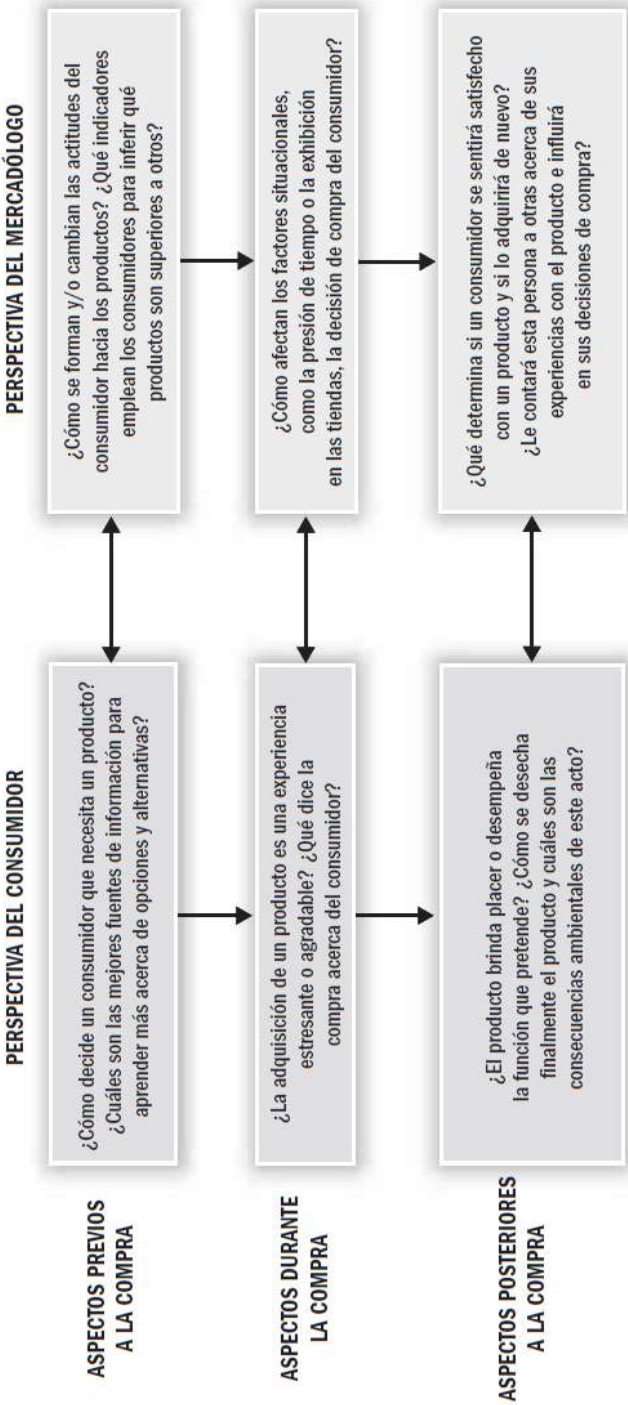 PERSPECTIVA DEL CONSUMIDOR
PERSPECTIVA DEL MERCADÓLOGO
ASPECTOS PREVIOS
A LA COMPRA
¿Cómo decide un consumidor que necesita un producto?
¿Cuáles son las mejores fuentes de información para
aprender más acerca de opciones y alternativas?
¿Cómo se forman y/o cambian las actitudes del
consumidor hacia los productos? ¿Qué indicadores
emplean los consumidores para inferir qué
productos son superiores a otros?
ASPECTOS DURANTE
LA COMPRA
¿La adquisición de un producto es una experiencia
estresante o agradable? ¿Qué dice la
compra acerca del consumidor?
¿Cómo afectan los factores situacionales,
como la presión de tiempo o la exhibición
en las tiendas, la decisión de compra del consumidor?
ASPECTOS POSTERIORES
A LA COMPRA
¿El producto brinda placer o desempeña
la función que pretende? ¿Cómo se desecha
finalmente el producto y cuáles son las
consecuencias ambientales de este acto?
¿Qué determina si un consumidor se sentirá satisfecho
con un producto y si lo adquirirá de nuevo?
¿Le contará esta persona a otras acerca de sus
experiencias con el producto e influirá
en sus decisiones de compra?